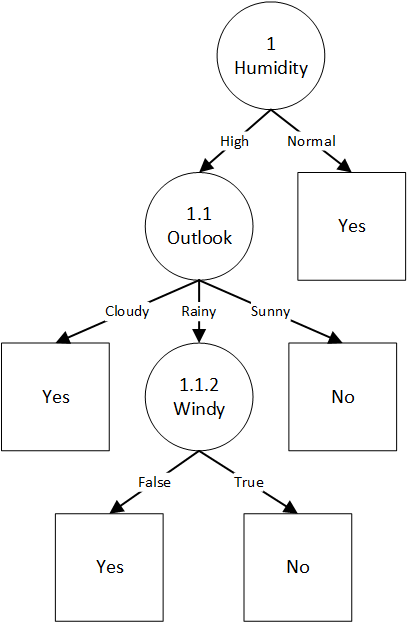 1
Humidity
High
Normal
1.1
Outlook
Yes
Cloudy
Rainy
Sunny
Yes
1.1.2
Windy
No
False
True
Yes
No